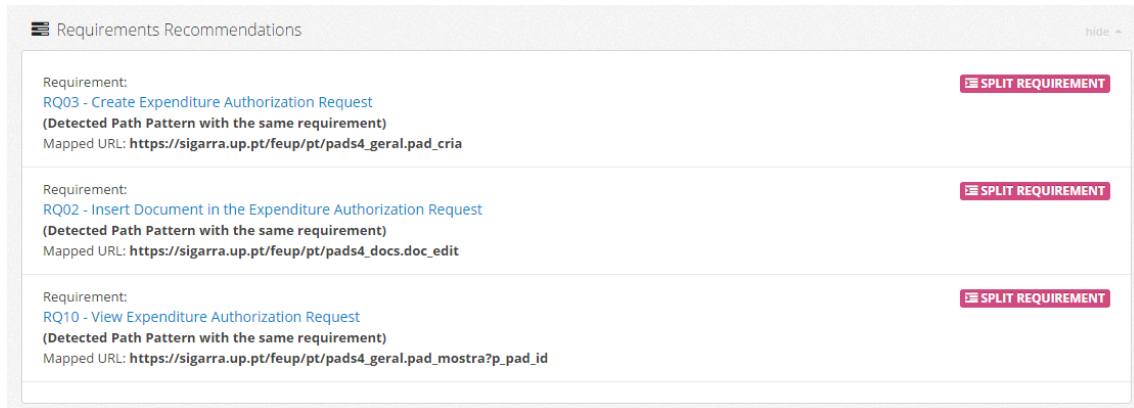 Requirements Recommendations
hide
Requirement:
SPLIT REQUIREMENT
RQ03 - Create Expenditure Authorization Request
(Detected Path Pattern with the same requirement)
Mapped URL: https://sigarra.up.pt/feup/pt/pads4_geral.pad_cria
Requirement:
SPLIT REQUIREMENT
RQ02 - Insert Document in the Expenditure Authorization Request
(Detected Path Pattern with the same requirement)
Mapped URL: https://sigarra.up.pt/feup/pt/pads4_docs.doc_edit
Requirement:
SPLIT REQUIREMENT
RQ10 - View Expenditure Authorization Request
(Detected Path Pattern with the same requirement)
Mapped URL: https://sigarra.up.pt/feup/pt/pads4_geral.pad_mostra?p_pad_id